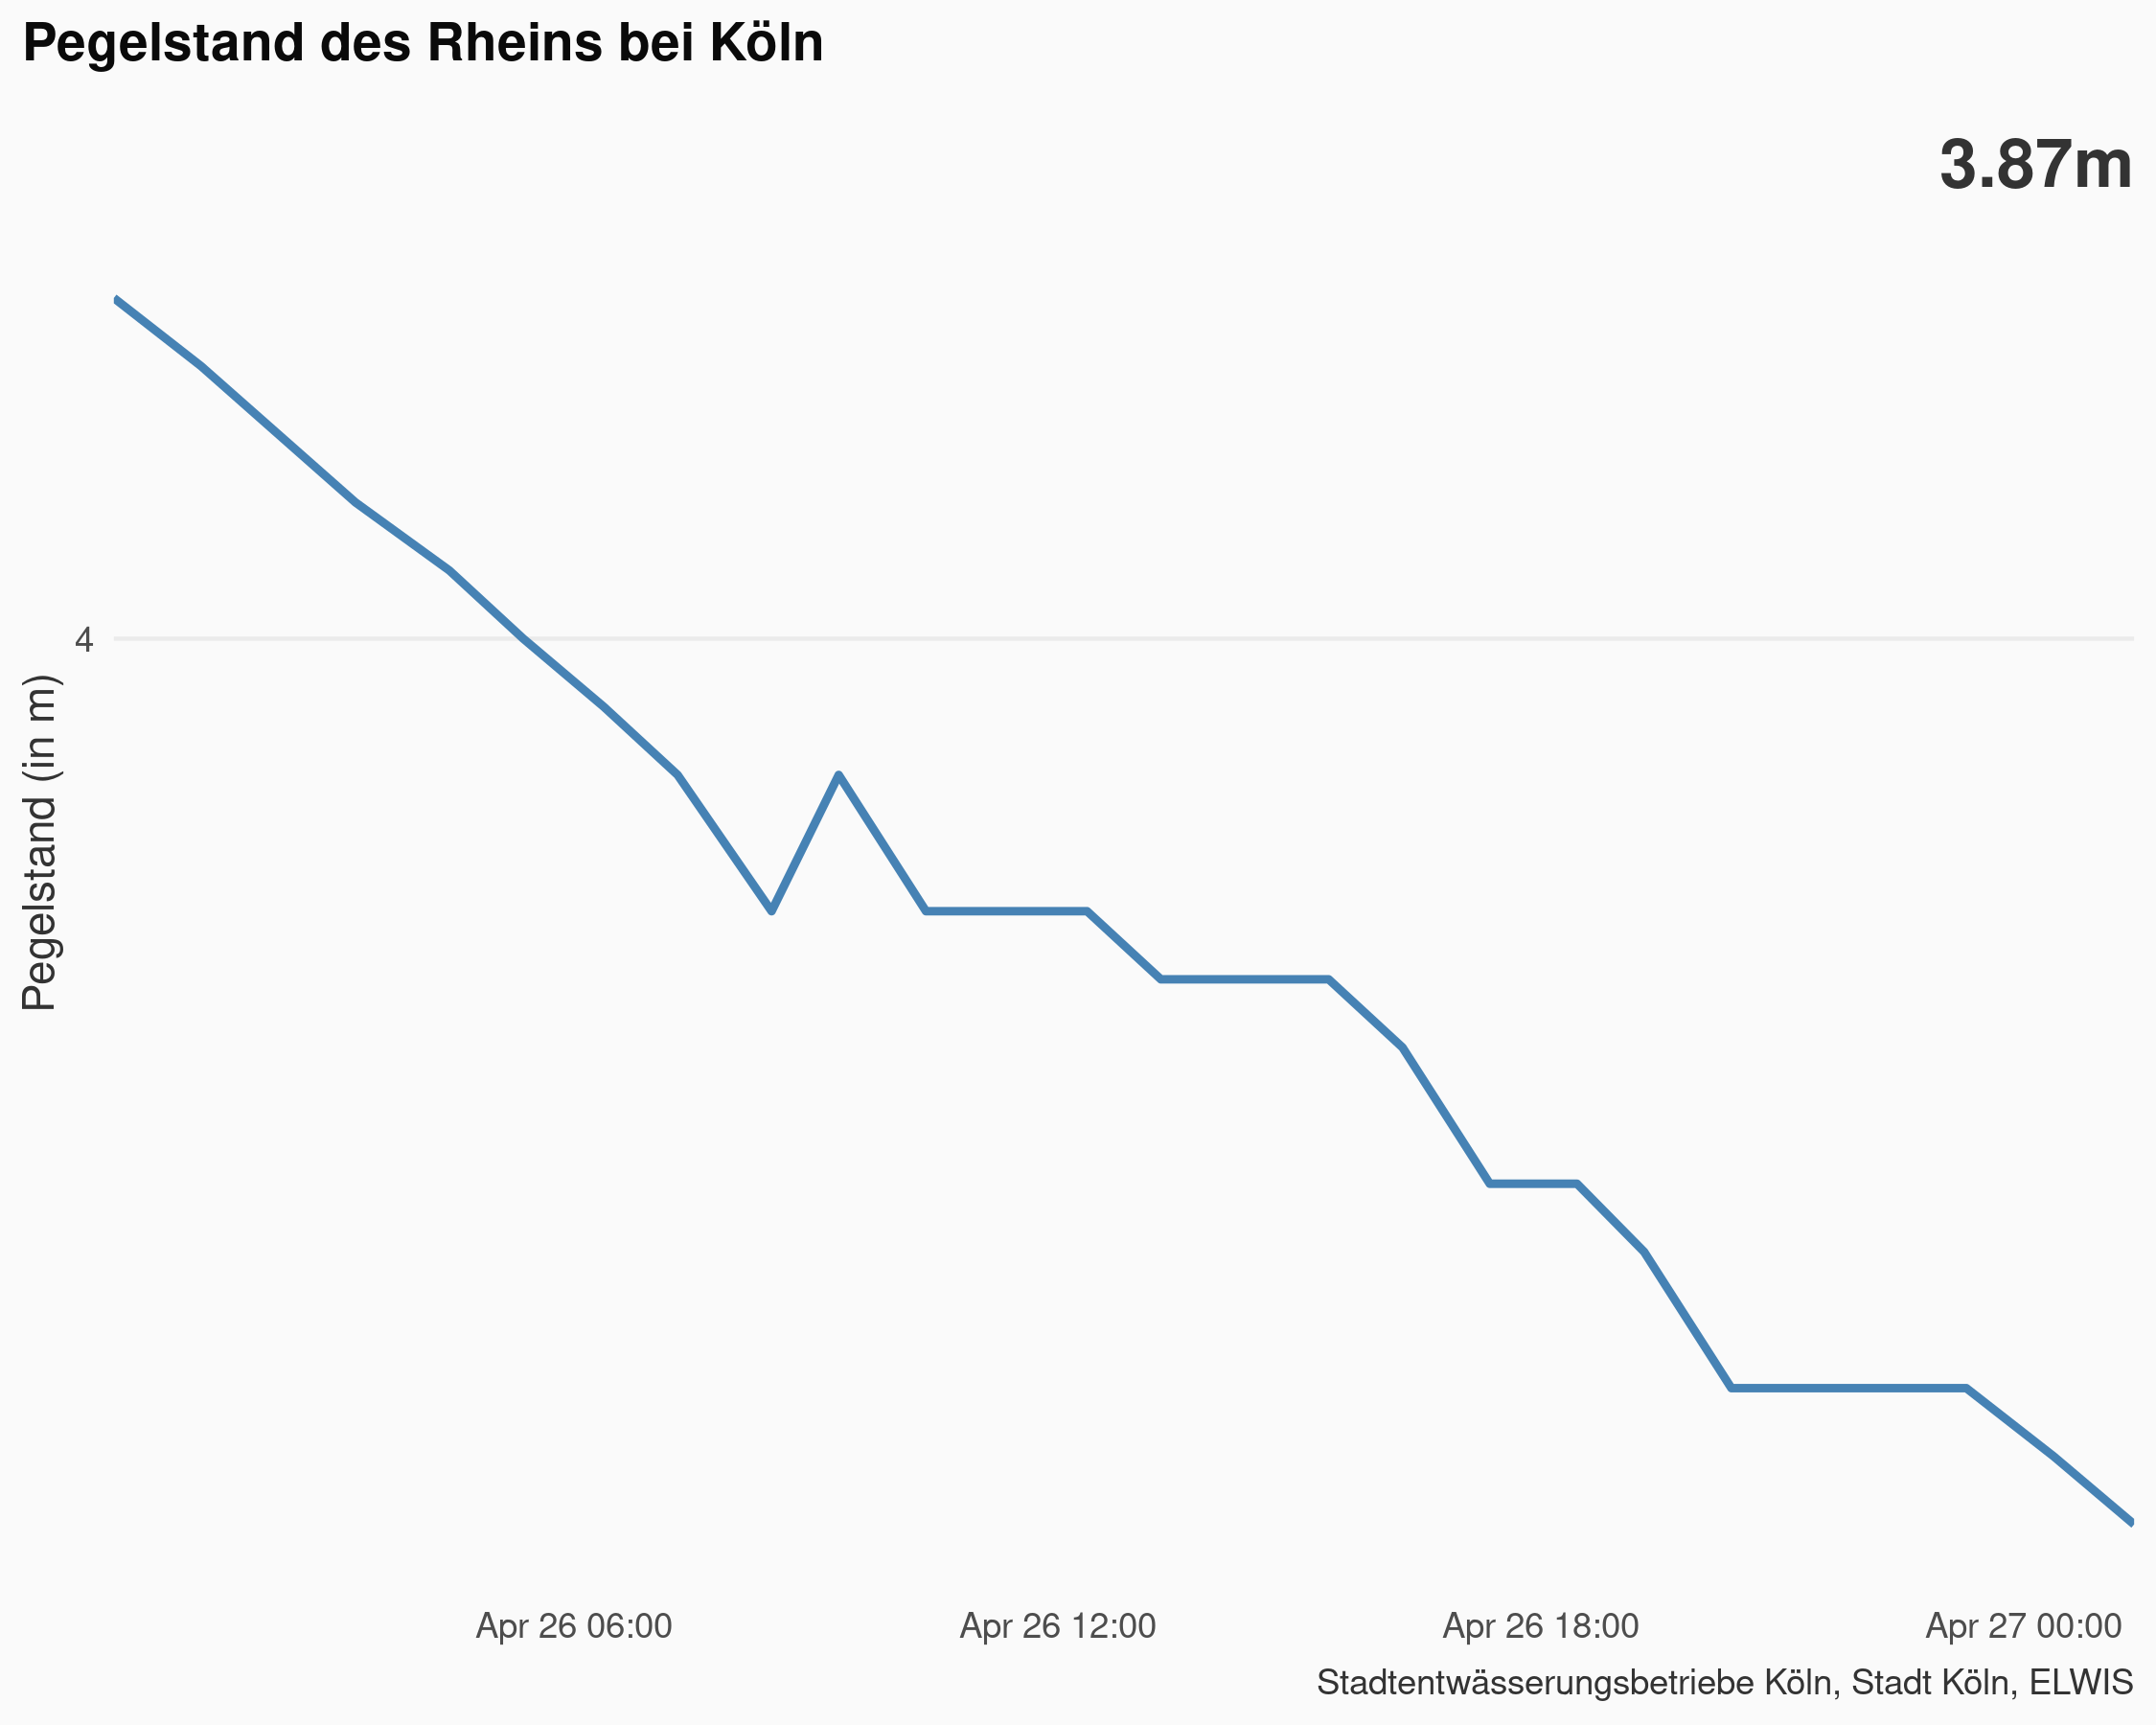 Pegelstand des Rheins bei Köln
3.87m
4
Pegelstand (in m)
Apr 26 06:00 Apr 26 12:00 Apr 26 18:00 Apr 27 00:00
Stadtentwässerungsbetriebe Köln, Stadt Köln, ELWIS